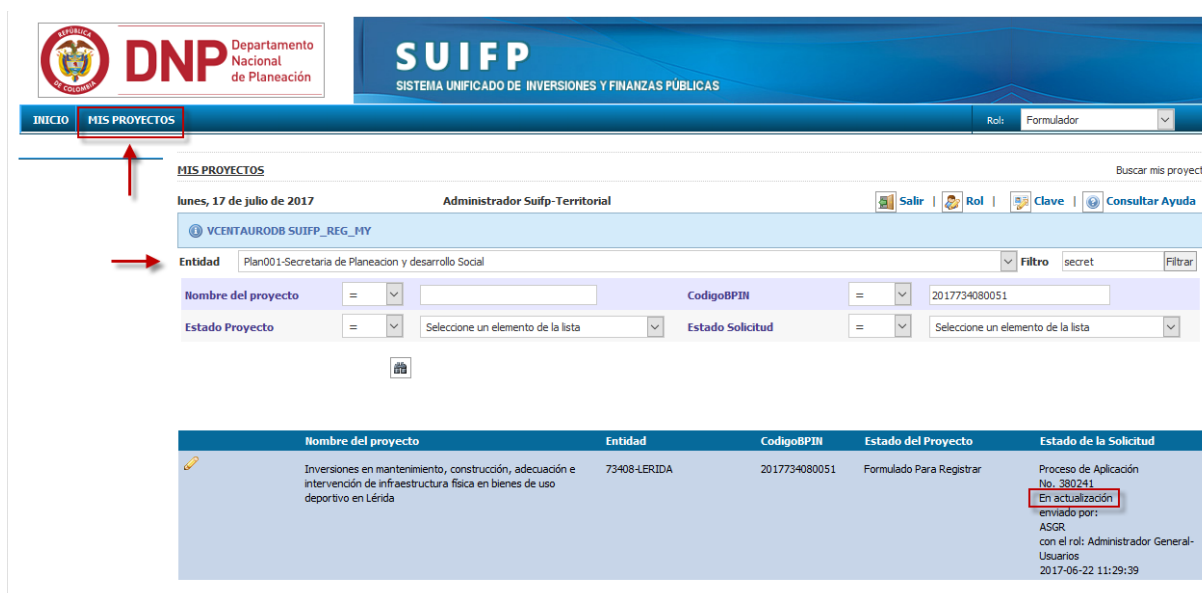 REPÚBLICA
DE COLOMBIA
DNP
Departamento
Nacional
de Planeación
SUIFP
SISTEMA UNIFICADO DE INVERSIONES Y FINANZAS PÚBLICAS
INICIO MIS PROYECTOS Rol: Formulador
MIS PROYECTOS Buscar mis proyect
lunes, 17 de julio de 2017 Administrador Suifp-Territorial Salir | Rol | Clave | Consultar Ayuda
VCENTAURODB SUIFP_REG_MY
Entidad Plan001-Secretaria de Planeacion y desarrollo Social Filtro secret Filtrar
Nombre del proyecto = CodigoBPIN = 2017734080051
Estado Proyecto = Seleccione un elemento de la lista Estado Solicitud = Seleccione un elemento de la lista
Nombre del proyecto Entidad CodigoBPIN Estado del Proyecto Estado de la Solicitud
Inversiones en mantenimiento, construcción, adecuación e 73408-LERIDA 2017734080051 Formulado Para Registrar Proceso de Aplicación
intervención de infraestructura física en bienes de uso No. 380241
deportivo en Lérida En actualización
enviado por:
ASGR
con el rol: Administrador General-
Usuarios
2017-06-22 11:29:39